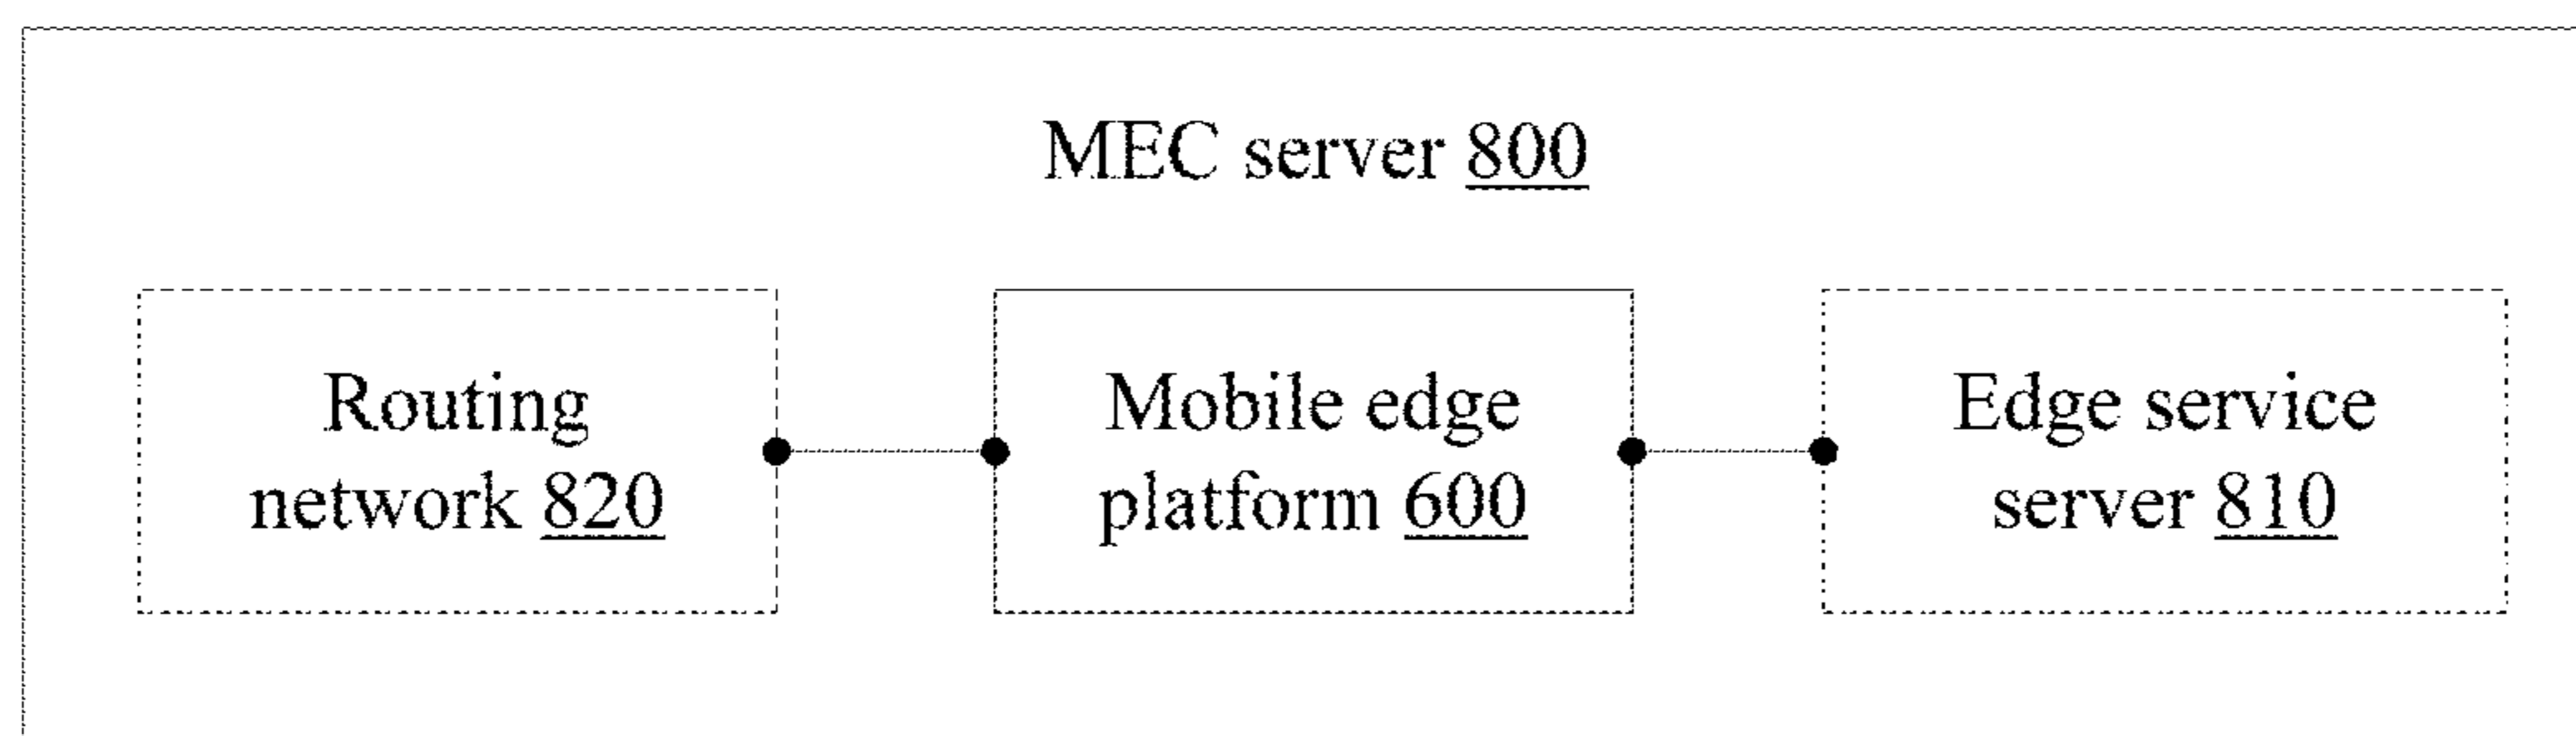 MEC server 800
Routing
network 820
Mobile edge
platform 600
Edge service
server 810